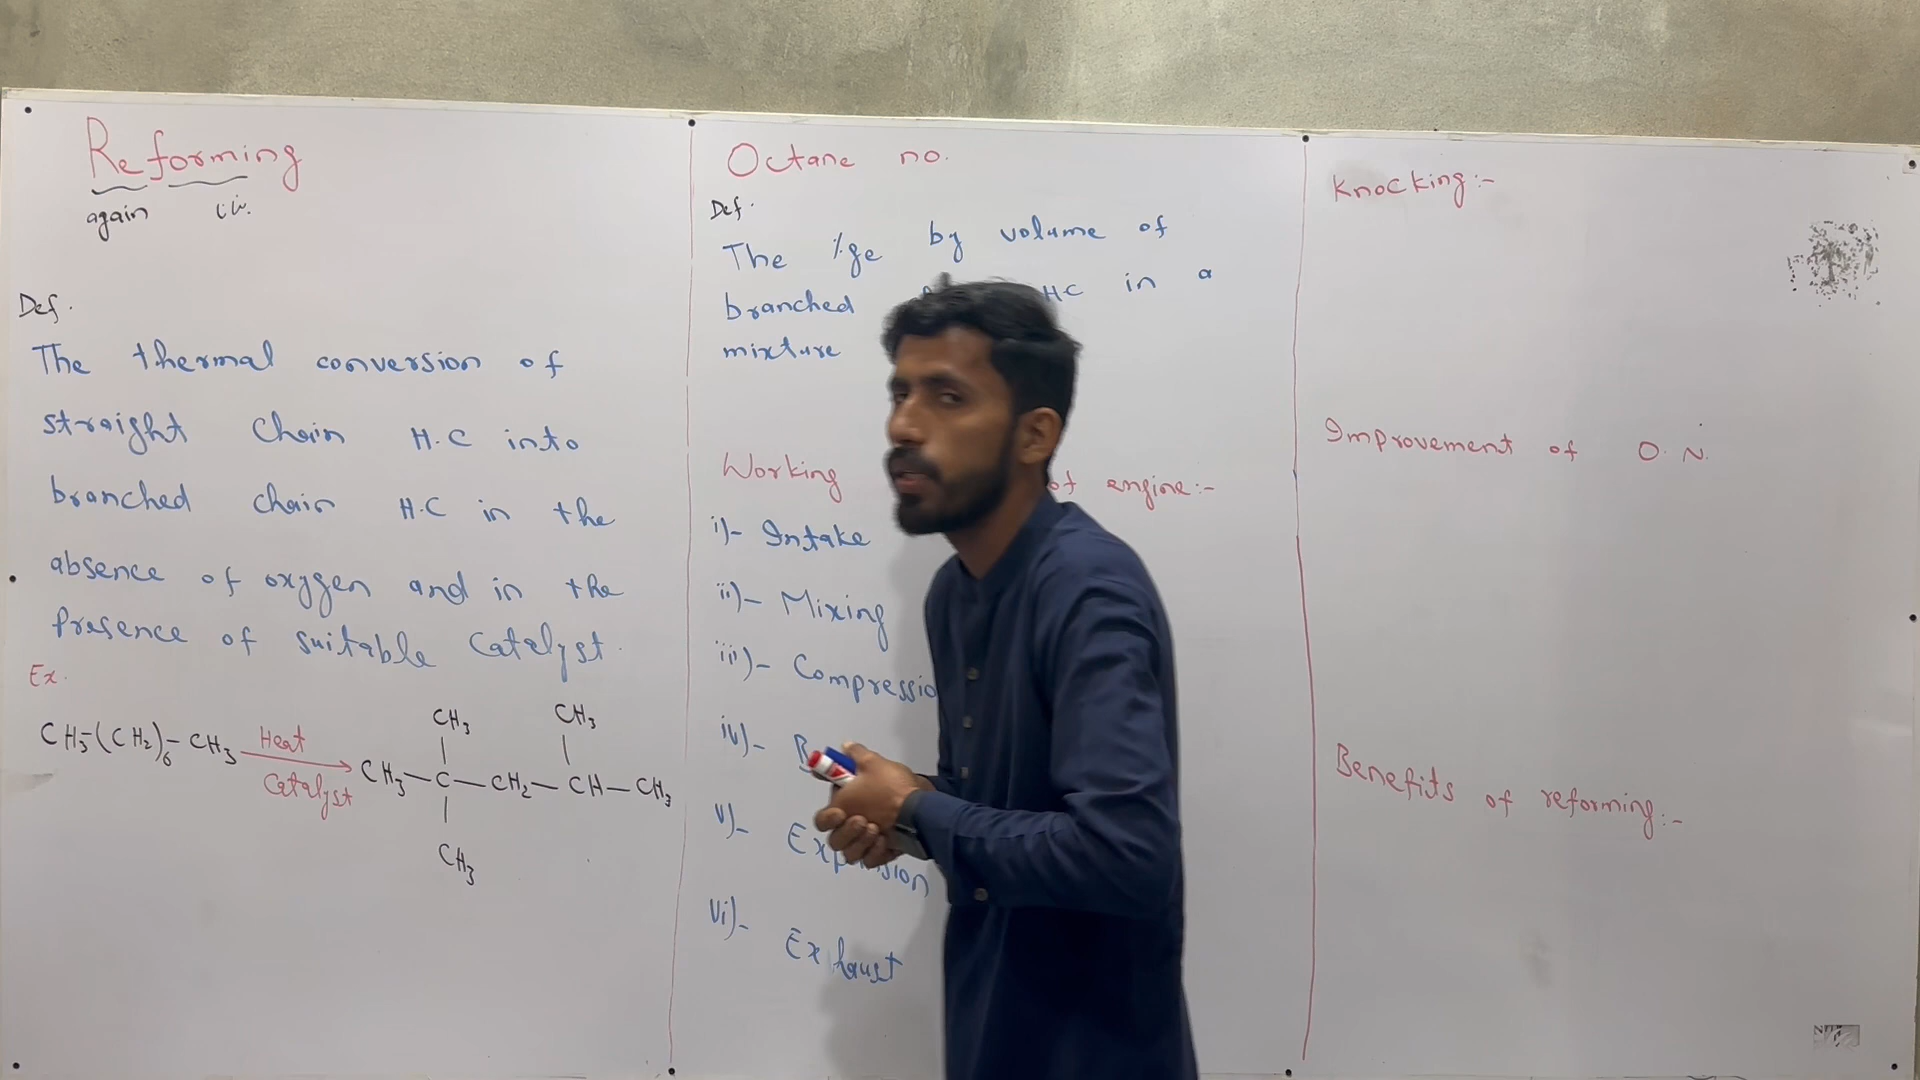 Reforming
again
Def.
The thermal conversion of
straight chain H.C into
branched chain H.C in the
absence of oxygen and in the
Presence of suitable Catalyst.
Ex.
CH₃-(CH₂)₆-CH₃ Heat Catalyst
CH₃ CH₃
CH₃-C-CH₂-CH-CH₃
CH₃
Octane no.
Def.
The %ge by volume of
branched H.C in a
mixture
Working of engine:-
i)- Intake
ii)- Mixing
iii)- Compressio
iv)-
v)- Expansion
vi)- Exhaust
Knocking:-
Improvement of O.N.
Benefits of reforming:-